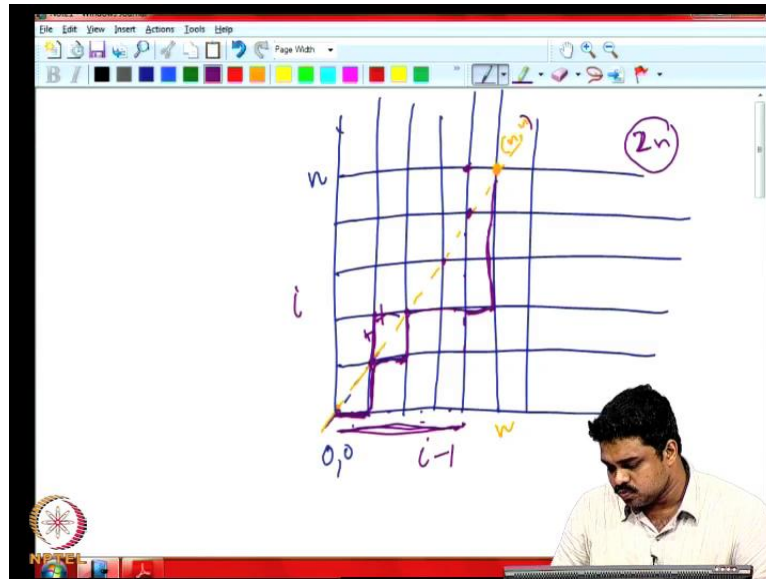 File Edit View Insert Actions Tools Help
Page Width
B I
(n, n)
2n
n
i
0,0
i-1
n
NPTEL